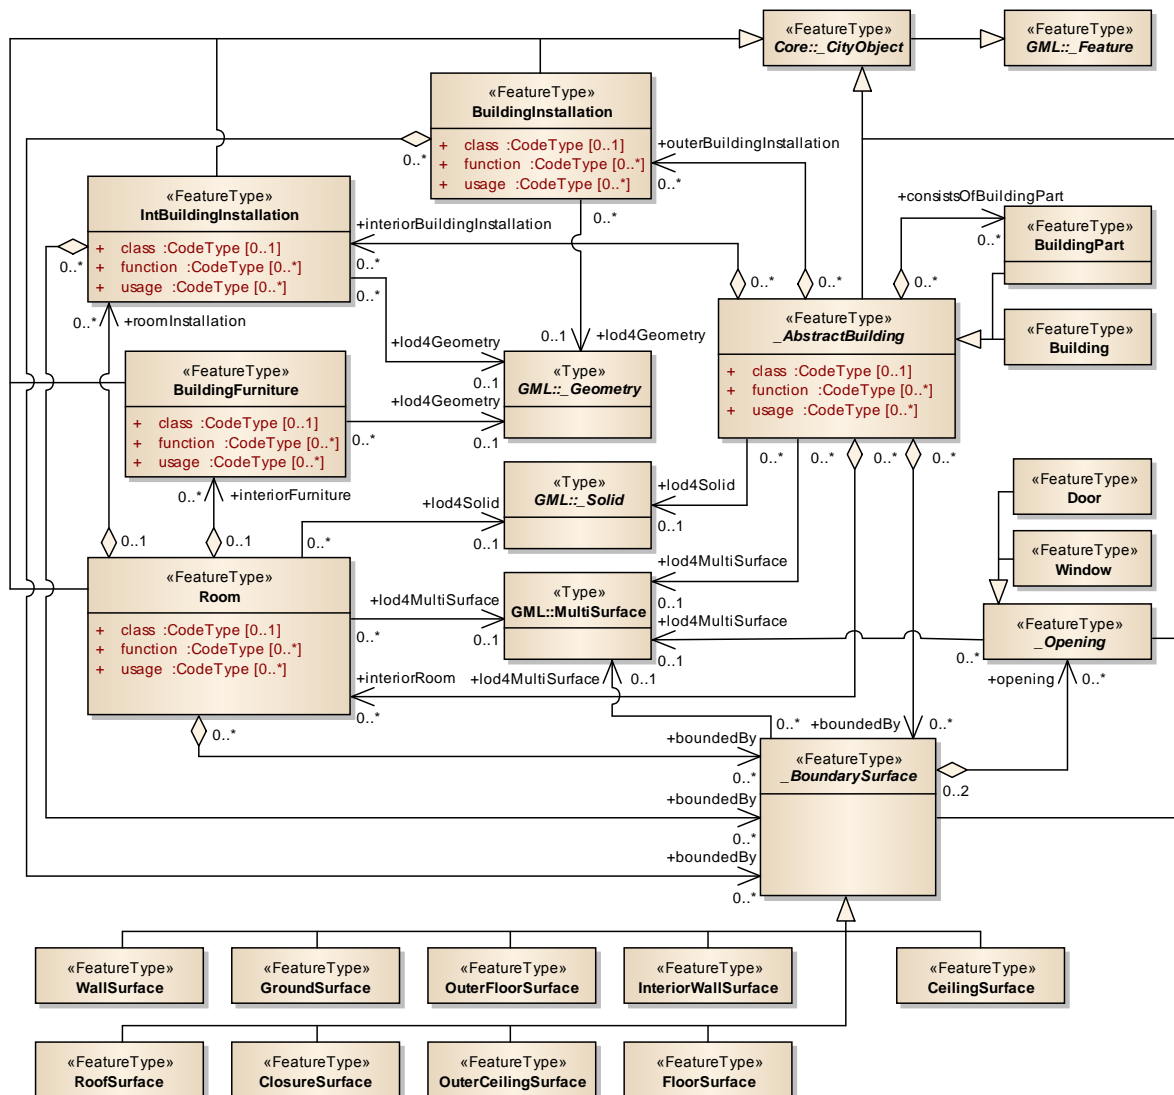 «FeatureType»
Core::_CityObject
«FeatureType»
GML::_Feature
«FeatureType»
BuildingInstallation
+ class :CodeType [0..1]
+ function :CodeType [0..*]
+ usage :CodeType [0..*]
0..*
+outerBuildingInstallation
0..*
0..*
«FeatureType»
IntBuildingInstallation
+ class :CodeType [0..1]
+ function :CodeType [0..*]
+ usage :CodeType [0..*]
0..*
+interiorBuildingInstallation
0..*
0..*
+consistsOfBuildingPart
0..*
«FeatureType»
BuildingPart
0..*
0..*
0..*
«FeatureType»
_AbstractBuilding
+ class :CodeType [0..1]
+ function :CodeType [0..*]
+ usage :CodeType [0..*]
«FeatureType»
Building
0..*
+roomInstallation
0..1
+lod4Geometry
+lod4Geometry
0..1
«Type»
GML::_Geometry
«FeatureType»
BuildingFurniture
+ class :CodeType [0..1]
+ function :CodeType [0..*]
+ usage :CodeType [0..*]
+lod4Geometry
0..*
0..1
0..*
0..*
0..*
0..*
0..*
+interiorFurniture
+lod4Solid
0..1
«Type»
GML::_Solid
+lod4Solid
0..1
«FeatureType»
Door
0..1
0..1
0..*
«FeatureType»
Window
«FeatureType»
Room
+ class :CodeType [0..1]
+ function :CodeType [0..*]
+ usage :CodeType [0..*]
+lod4MultiSurface
0..*
0..1
«Type»
GML::MultiSurface
+lod4MultiSurface
0..1
+lod4MultiSurface
0..1
«FeatureType»
_Opening
0..*
+opening
0..*
+interiorRoom
0..*
+lod4MultiSurface
0..1
0..*
+boundedBy
0..*
0..*
+boundedBy
0..*
«FeatureType»
_BoundarySurface
0..2
+boundedBy
0..*
+boundedBy
0..*
«FeatureType»
WallSurface
«FeatureType»
GroundSurface
«FeatureType»
OuterFloorSurface
«FeatureType»
InteriorWallSurface
«FeatureType»
CeilingSurface
«FeatureType»
RoofSurface
«FeatureType»
ClosureSurface
«FeatureType»
OuterCeilingSurface
«FeatureType»
FloorSurface